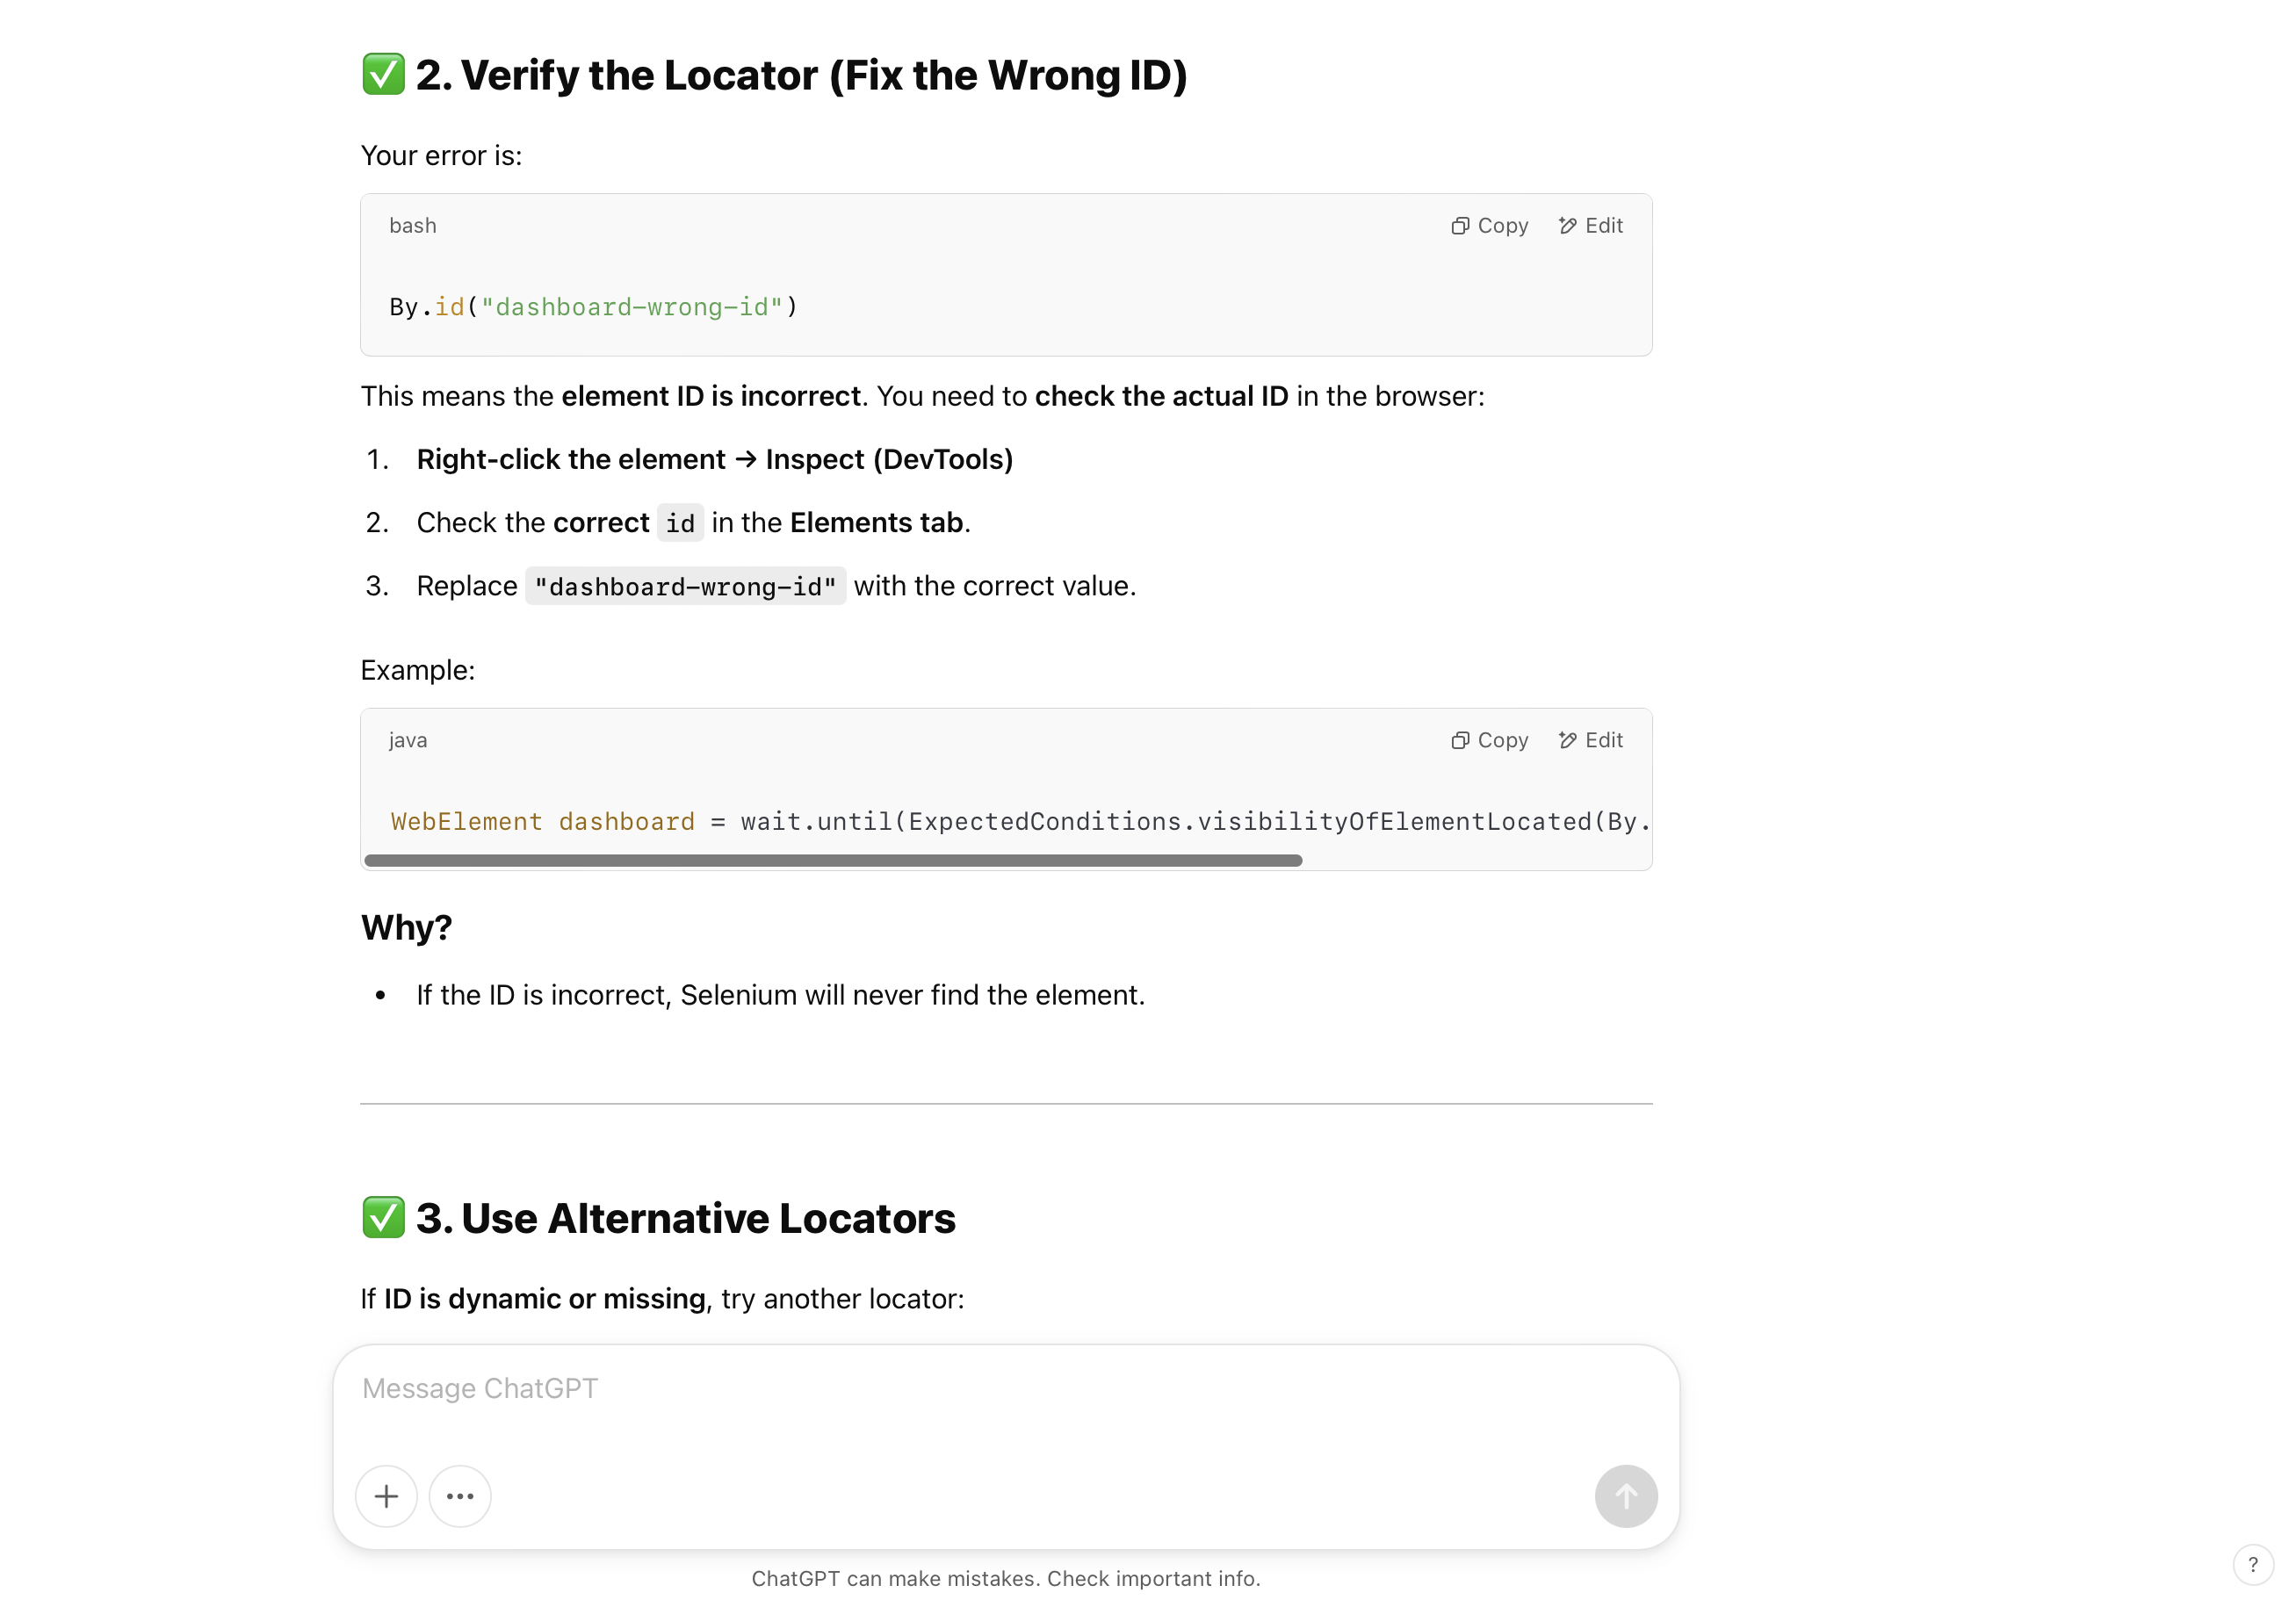 ✅ 2. Verify the Locator (Fix the Wrong ID)
Your error is:
bash
Copy
Edit
By.id("dashboard-wrong-id")
This means the element ID is incorrect. You need to check the actual ID in the browser:
1. Right-click the element → Inspect (DevTools)
2. Check the correct id in the Elements tab.
3. Replace "dashboard-wrong-id" with the correct value.
Example:
java
Copy
Edit
WebElement dashboard = wait.until(ExpectedConditions.visibilityOfElementLocated(By.
Why?
• If the ID is incorrect, Selenium will never find the element.
✅ 3. Use Alternative Locators
If ID is dynamic or missing, try another locator:
Message ChatGPT
ChatGPT can make mistakes. Check important info.
?